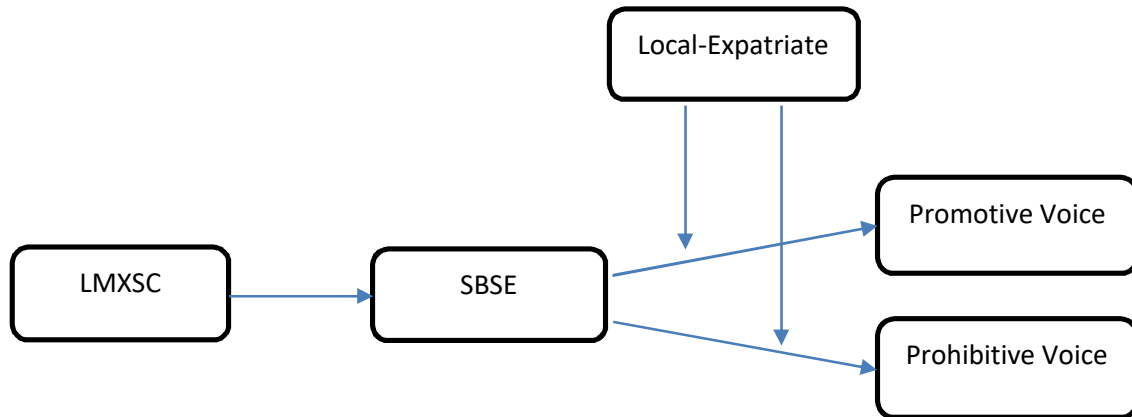 Local-Expatriate
Promotive Voice
LMXSC
SBSE
Prohibitive Voice